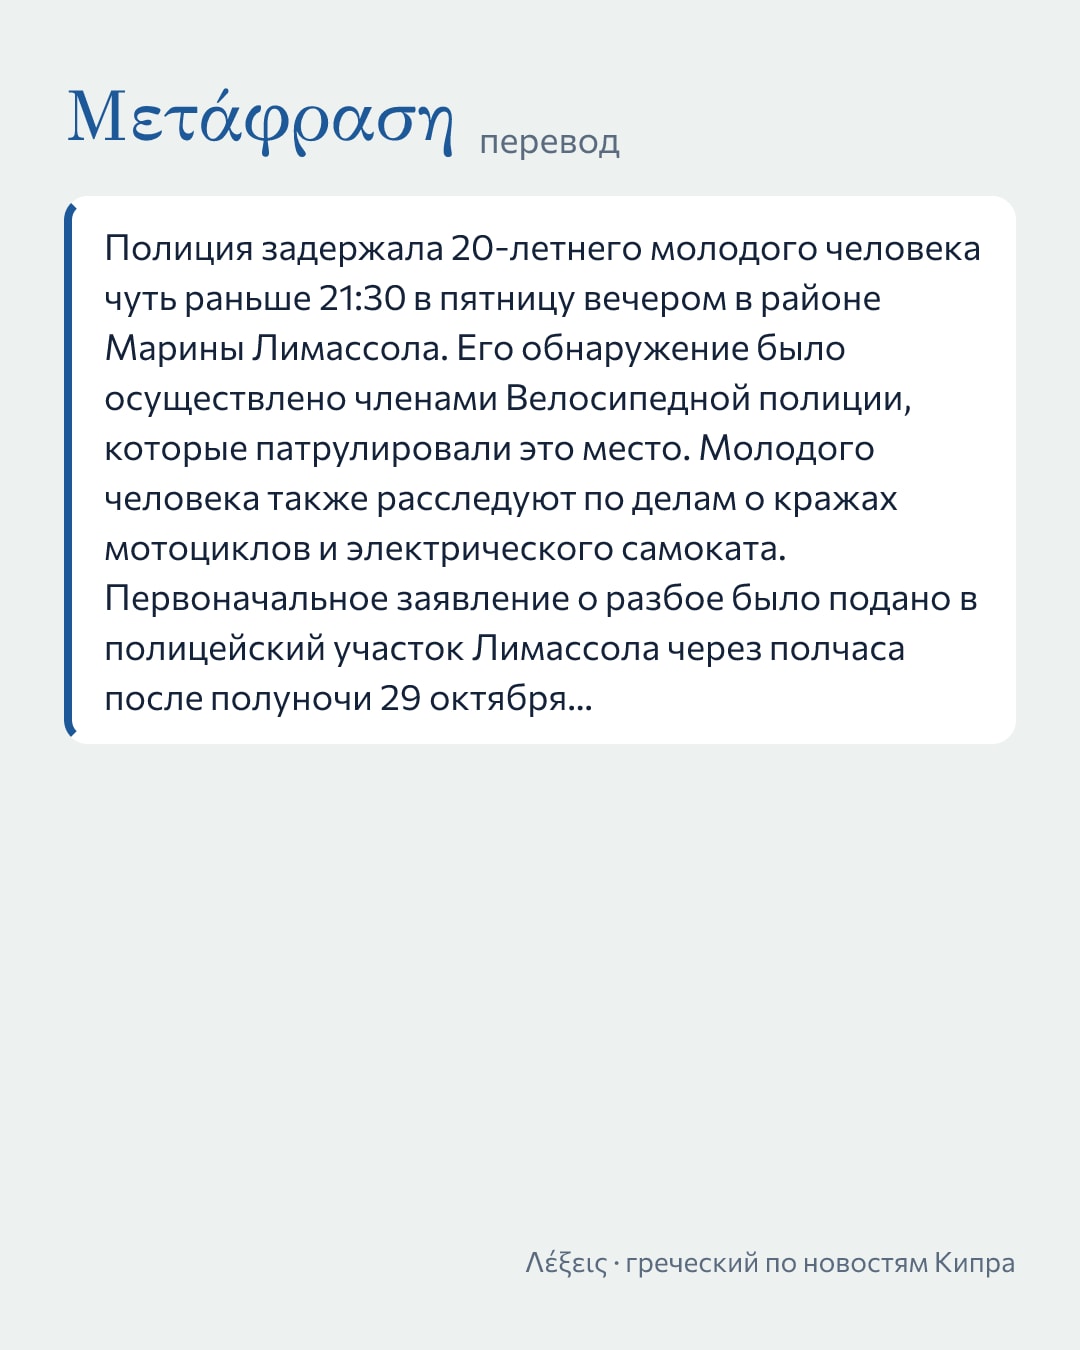 Μετάφραση перевод
Полиция задержала 20-летнего молодого человека
чуть раньше 21:30 в пятницу вечером в районе
Марины Лимассола. Его обнаружение было
осуществлено членами Велосипедной полиции,
которые патрулировали это место. Молодого
человека также расследуют по делам о кражах
мотоциклов и электрического самоката.
Первоначальное заявление о разбое было подано в
полицейский участок Лимассола через полчаса
после полуночи 29 октября...
Λέξεις · греческий по новостям Кипра